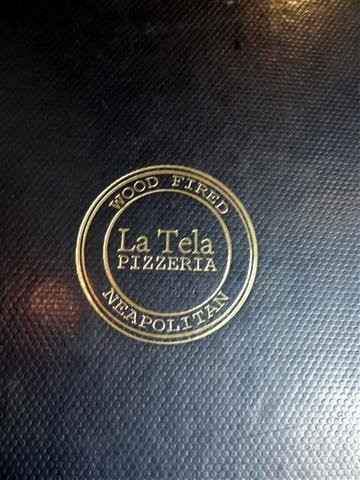 WOOD FIRED
La Tela
PIZZERIA
NEAPOLITAN